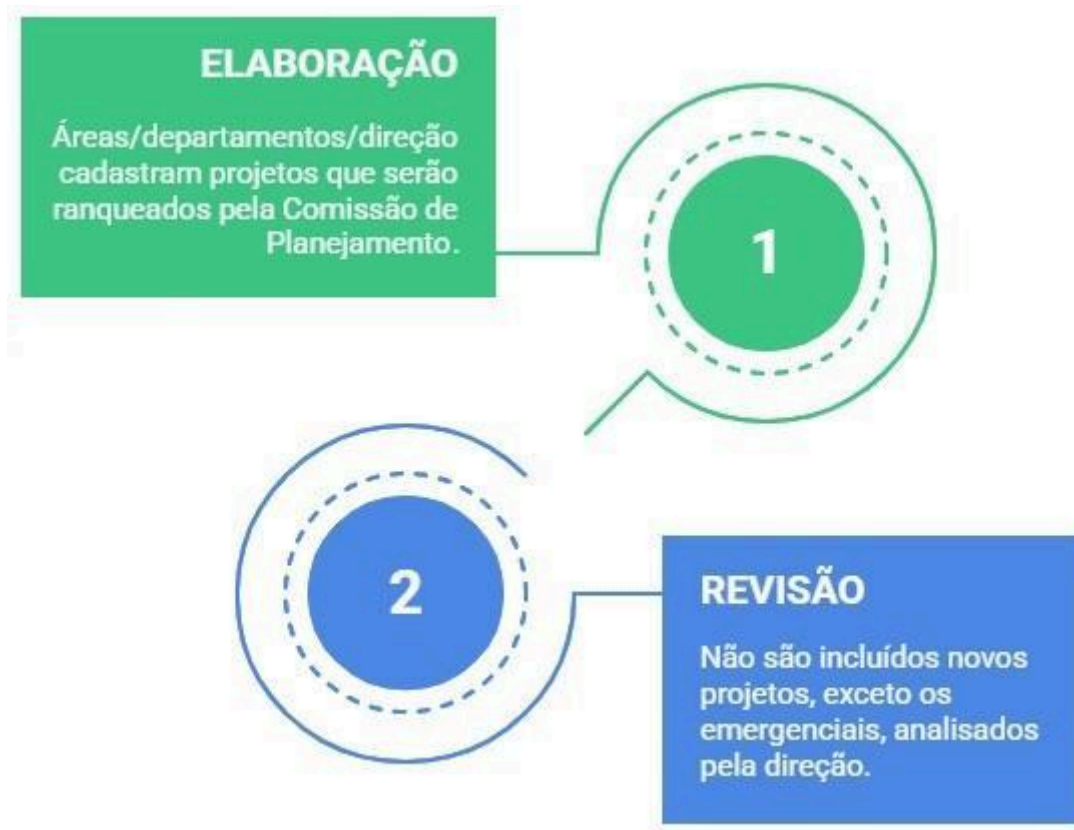 ELABORAÇÃO
Áreas/departamentos/direção
cadastram projetos que serão
ranqueados pela Comissão de
Planejamento.
1
2
REVISÃO
Não são incluídos novos
projetos, exceto os
emergenciais, analisados
pela direção.